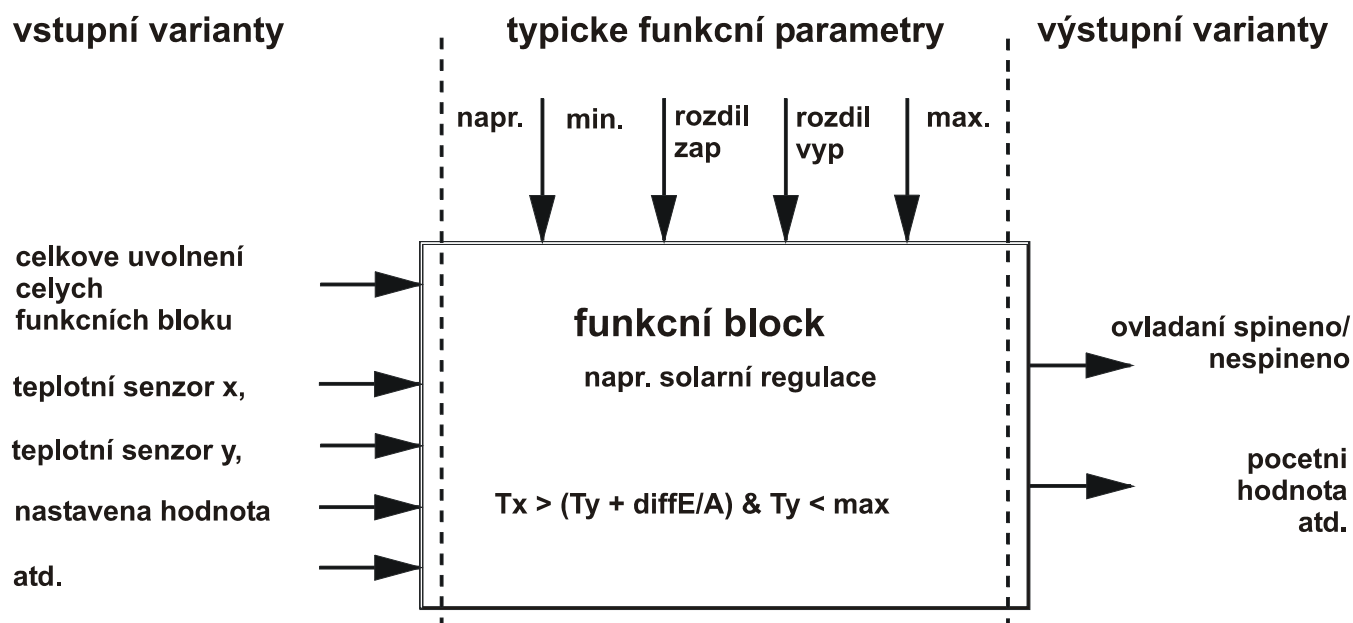 vstupní varianty
typicke funkcní parametry
výstupní varianty
napr.
min.
rozdil
zap
rozdil
vyp
max.
celkove uvolnení
celych
funkcních bloku
teplotní senzor x,
teplotní senzor y,
nastavena hodnota
atd.
funkcní block
napr. solarní regulace
Tx > (Ty + diffE/A) & Ty < max
ovladaní spineno/
nespineno
pocetni
hodnota
atd.